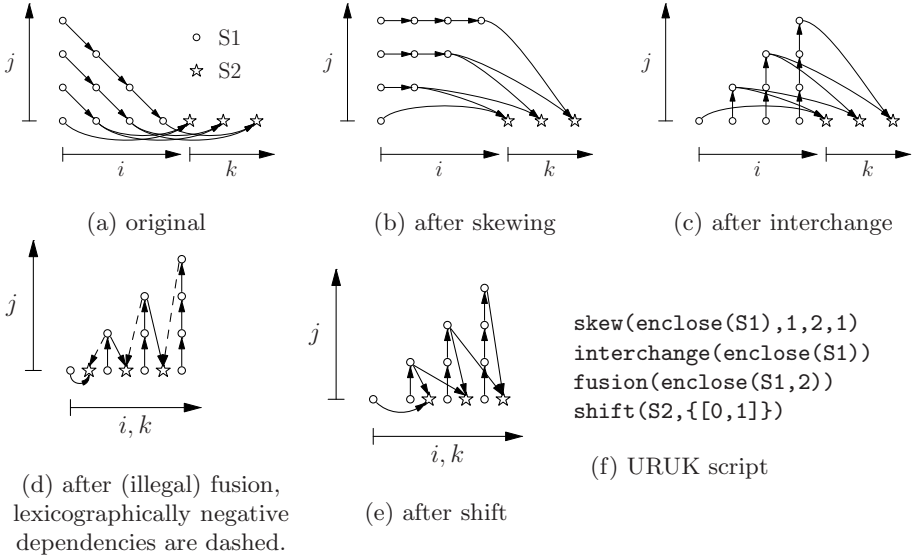 j
S1
S2
i
k
(a) original
j
i
k
(b) after skewing
j
i
k
(c) after interchange
j
i, k
(d) after (illegal) fusion,
lexicographically negative
dependencies are dashed.
j
i, k
(e) after shift
skew(enclose(S1),1,2,1)
interchange(enclose(S1))
fusion(enclose(S1,2))
shift(S2,{[0,1]})
(f) URUK script